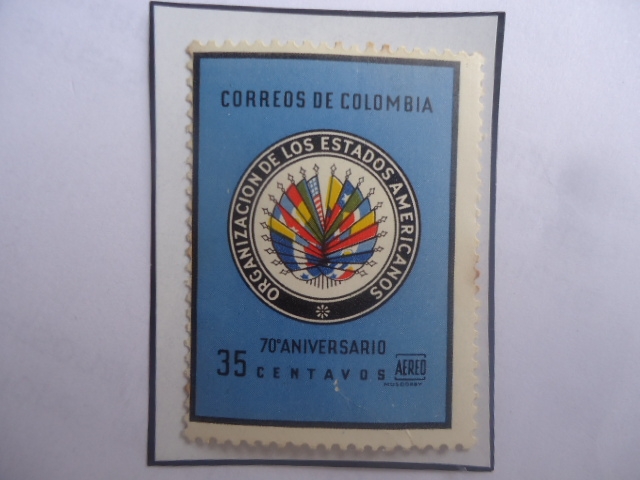 CORREOS DE COLOMBIA
ORGANIZACION DE LOS ESTADOS AMERICANOS
70° ANIVERSARIO
35 CENTAVOS AEREO